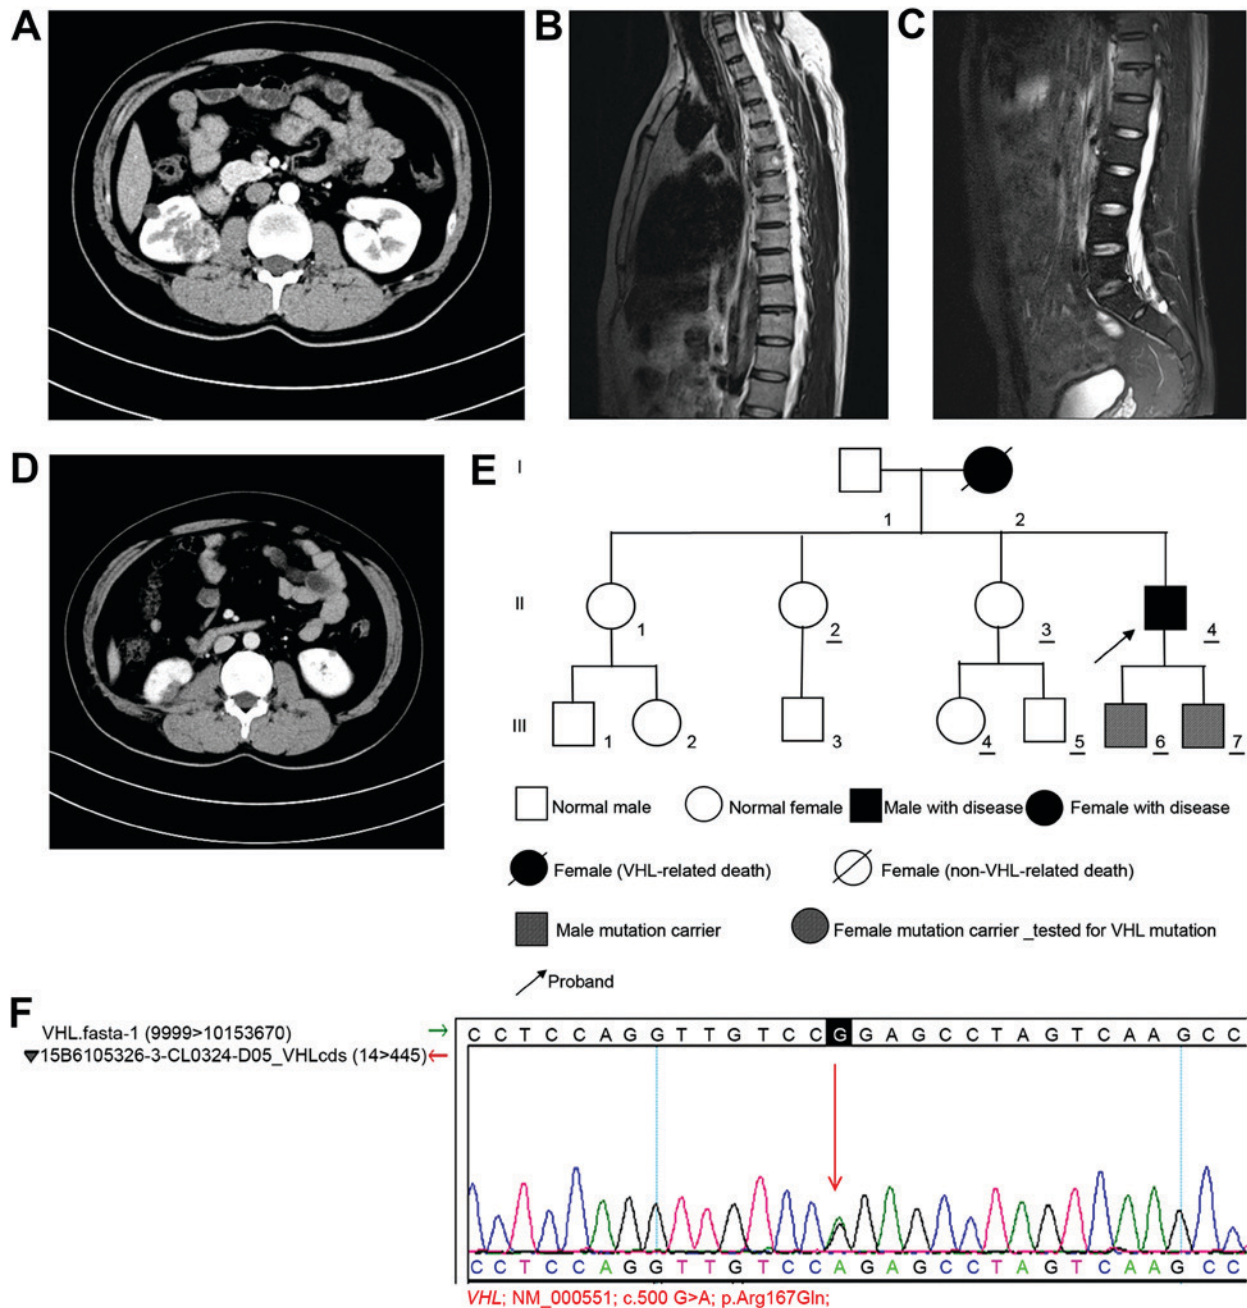 A
B
C
D
E
I
1
2
II
1
2
3
4
III
1
2
3
4
5
6
7
Normal male
Normal female
Male with disease
Female with disease
Female (VHL-related death)
Female (non-VHL-related death)
Male mutation carrier
Female mutation carrier _tested for VHL mutation
Proband
F
VHL.fasta-1 (9999>10153670)
C C T C C A G G T T G T C C G G A G C C T A G T C A A G C C
15B6105326-3-CL0324-D05_VHLcds (14>445)
C C T C C A G G T T G T C C A G A G C C T A G T C A A G C C
VHL; NM_000551; c.500 G>A; p.Arg167Gln;